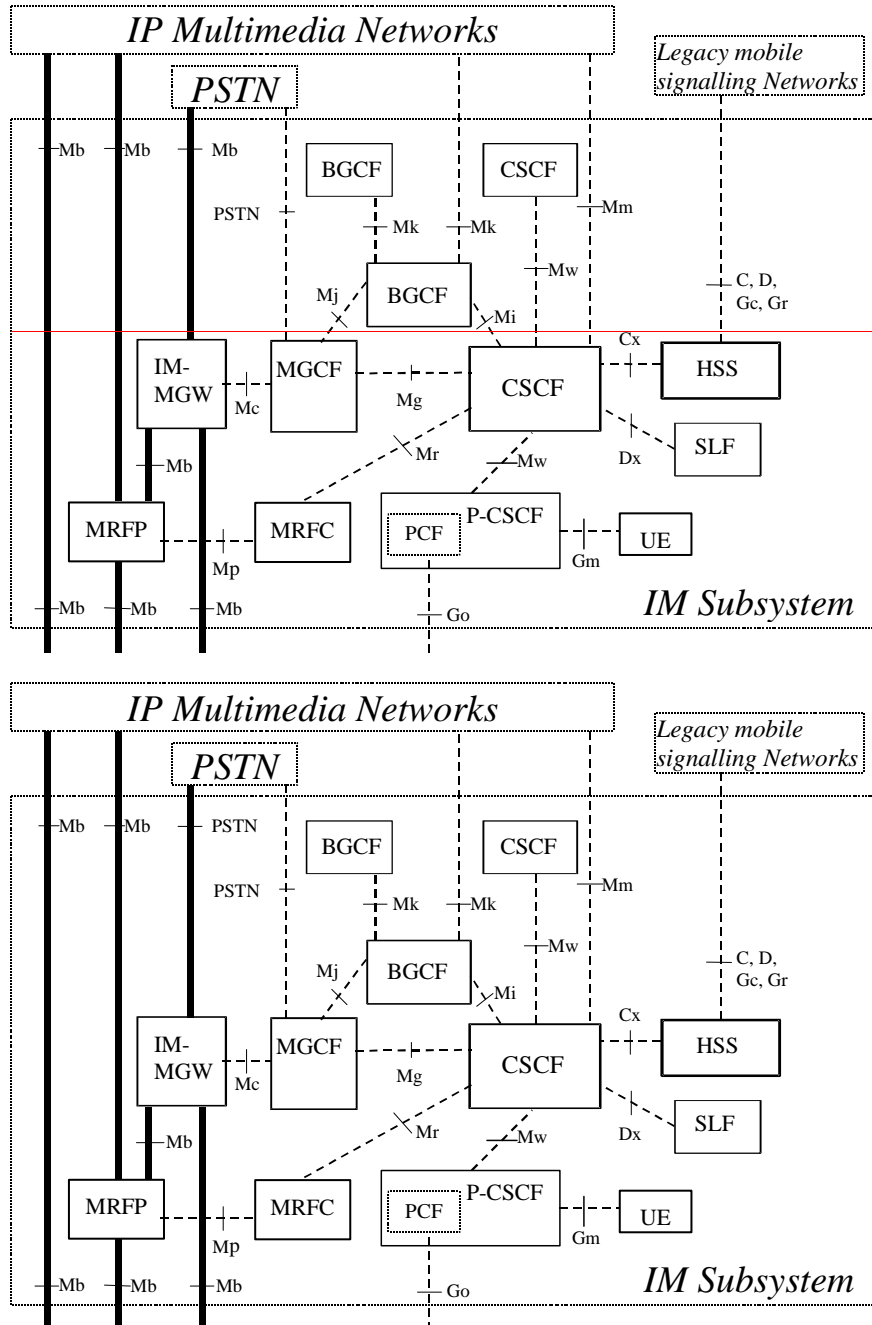 IP Multimedia Networks
Legacy mobile
signalling Networks
PSTN
Mb Mb Mb
BGCF CSCF
PSTN Mk Mk Mm
Mw
C, D,
Gc, Gr
BGCF
Mj Mi
Cx
IM-
MGW
MGCF
CSCF
HSS
Mc Mg
Mr Dx SLF
Mb Mw
MRFP MRFC PCF P-CSCF UE
Mp Gm
Mb Mb Mb Go
IM Subsystem
IP Multimedia Networks
Legacy mobile
signalling Networks
PSTN
Mb Mb PSTN
BGCF CSCF
PSTN Mk Mk Mm
Mw
C, D,
Gc, Gr
BGCF
Mj Mi
Cx
IM-
MGW
MGCF
CSCF
HSS
Mc Mg
Mr Dx SLF
Mb Mw
MRFP MRFC PCF P-CSCF UE
Mp Gm
Mb Mb Mb Go
IM Subsystem